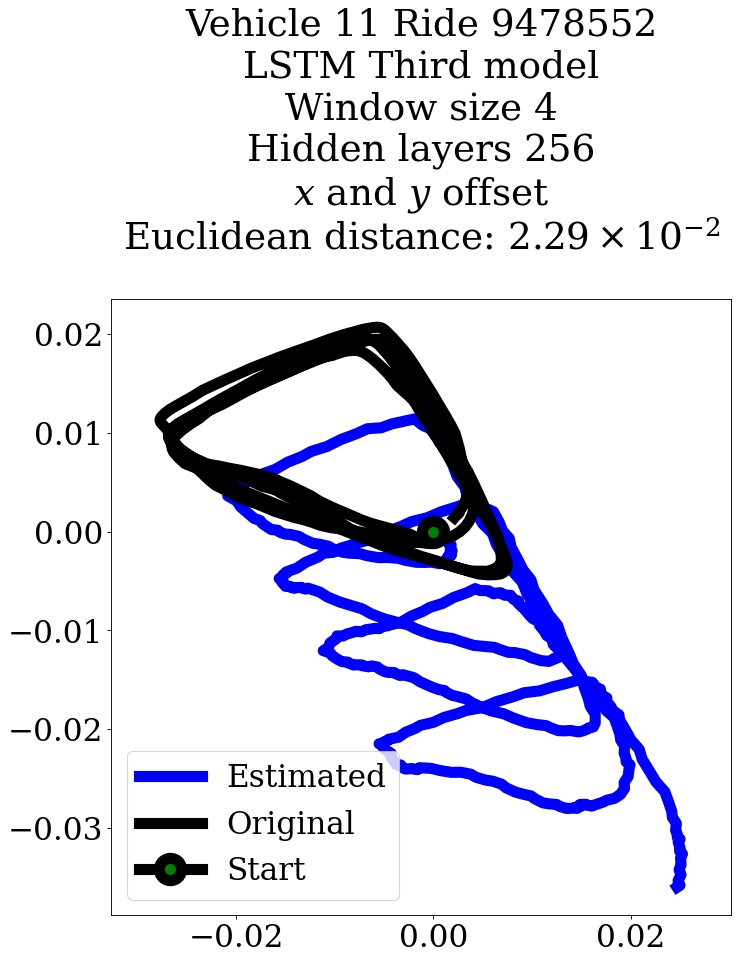 Vehicle 11 Ride 9478552
LSTM Third model
Window size 4
Hidden layers 256
x and y offset
Euclidean distance: 2.29 × 10⁻²
0.02
0.01
0.00
−0.01
−0.02
−0.03
Estimated
Original
Start
−0.02 0.00 0.02